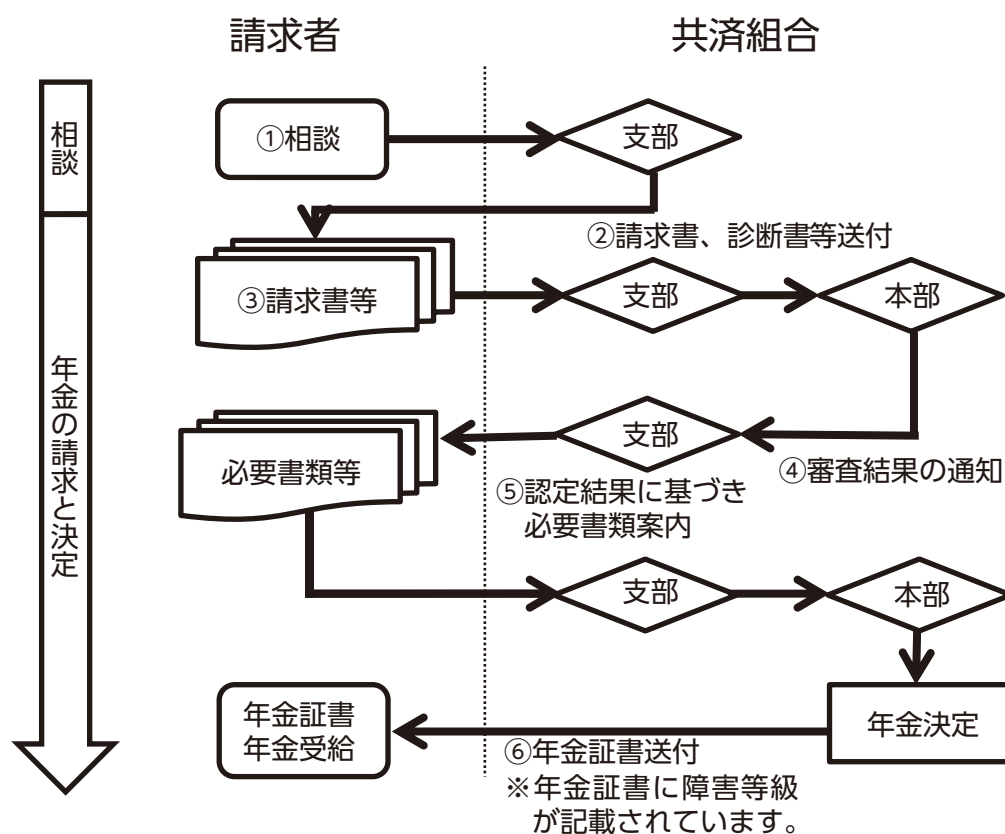 請求者
共済組合
相談
①相談
支部
②請求書、診断書等送付
年金の請求と決定
③請求書等
支部
本部
必要書類等
支部
④審査結果の通知
⑤認定結果に基づき
必要書類案内
支部
本部
年金証書
年金受給
年金決定
⑥年金証書送付
※年金証書に障害等級
が記載されています。